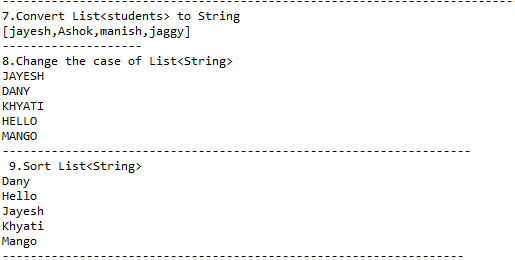 7.Convert List<students> to String
[jayesh,Ashok,manish,jaggy]
--------------------
8.Change the case of List<String>
JAYESH
DANY
KHYATI
HELLO
MANGO
-------------------------------------------------------------------
 9.Sort List<String>
Dany
Hello
Jayesh
Khyati
Mango
------------------------------------------------------------------